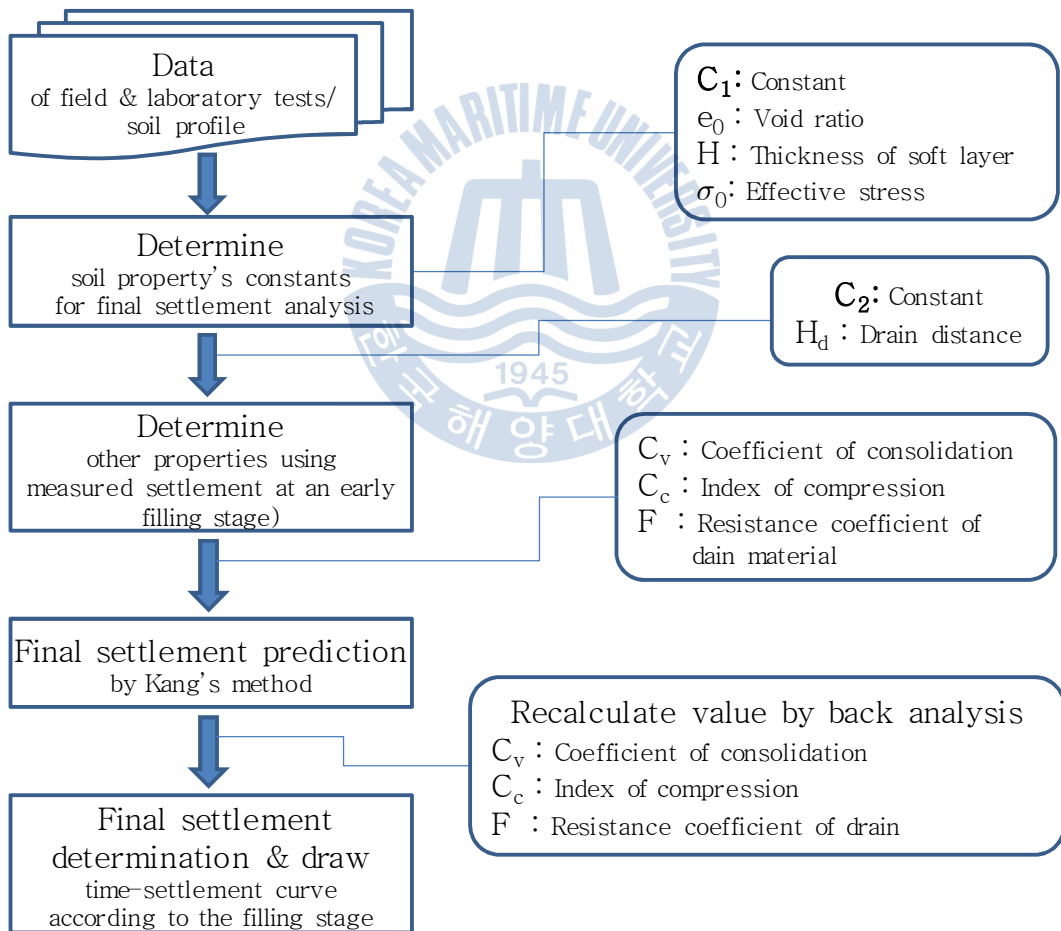 Data
of field & laboratory tests/
soil profile
C₁: Constant
e₀ : Void ratio
H : Thickness of soft layer
σ₀: Effective stress
Determine
soil property's constants
for final settlement analysis
C₂: Constant
H_d : Drain distance
Determine
other properties using
measured settlement at an early
filling stage)
C_v : Coefficient of consolidation
C_c : Index of compression
F : Resistance coefficient of
dain material
Final settlement prediction
by Kang's method
Recalculate value by back analysis
C_v : Coefficient of consolidation
C_c : Index of compression
F : Resistance coefficient of drain
Final settlement
determination & draw
time-settlement curve
according to the filling stage
KOREA MARITIME UNIVERSITY
1945
한국해양대학교